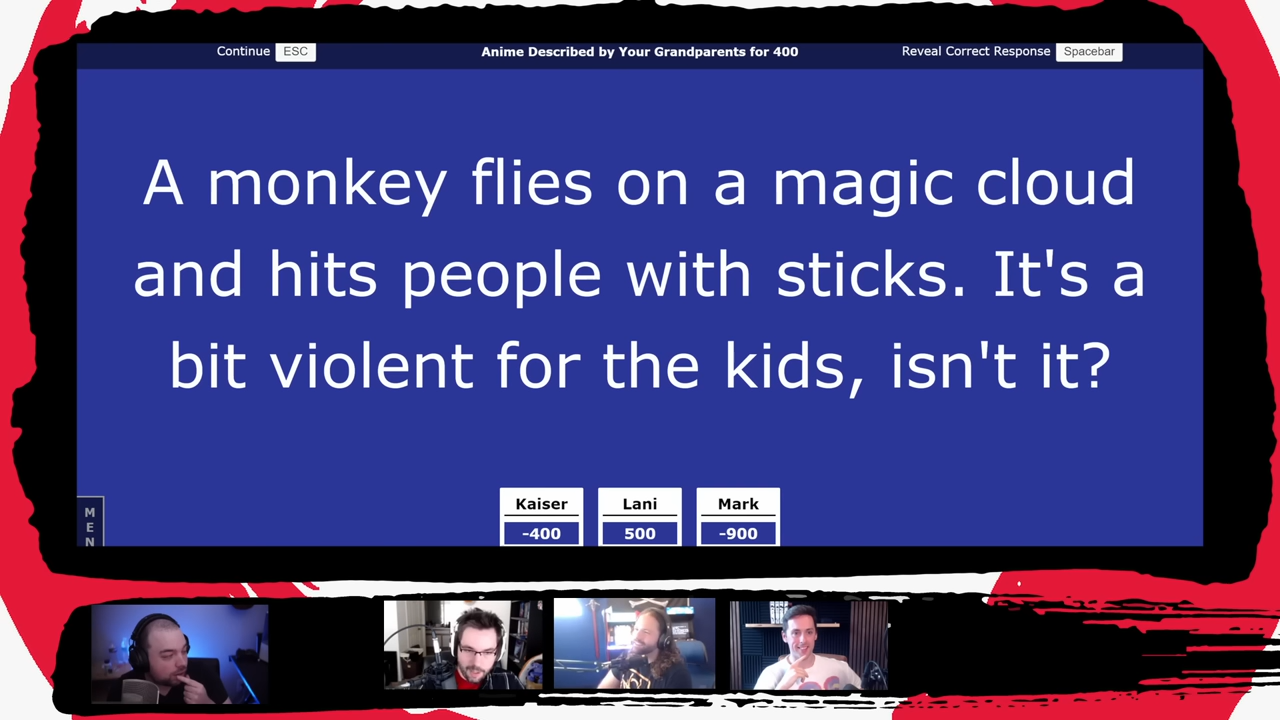 Continue ESC
Anime Described by Your Grandparents for 400
Reveal Correct Response Spacebar
A monkey flies on a magic cloud
and hits people with sticks. It's a
bit violent for the kids, isn't it?
MEN
Kaiser Lani Mark
-400 500 -900